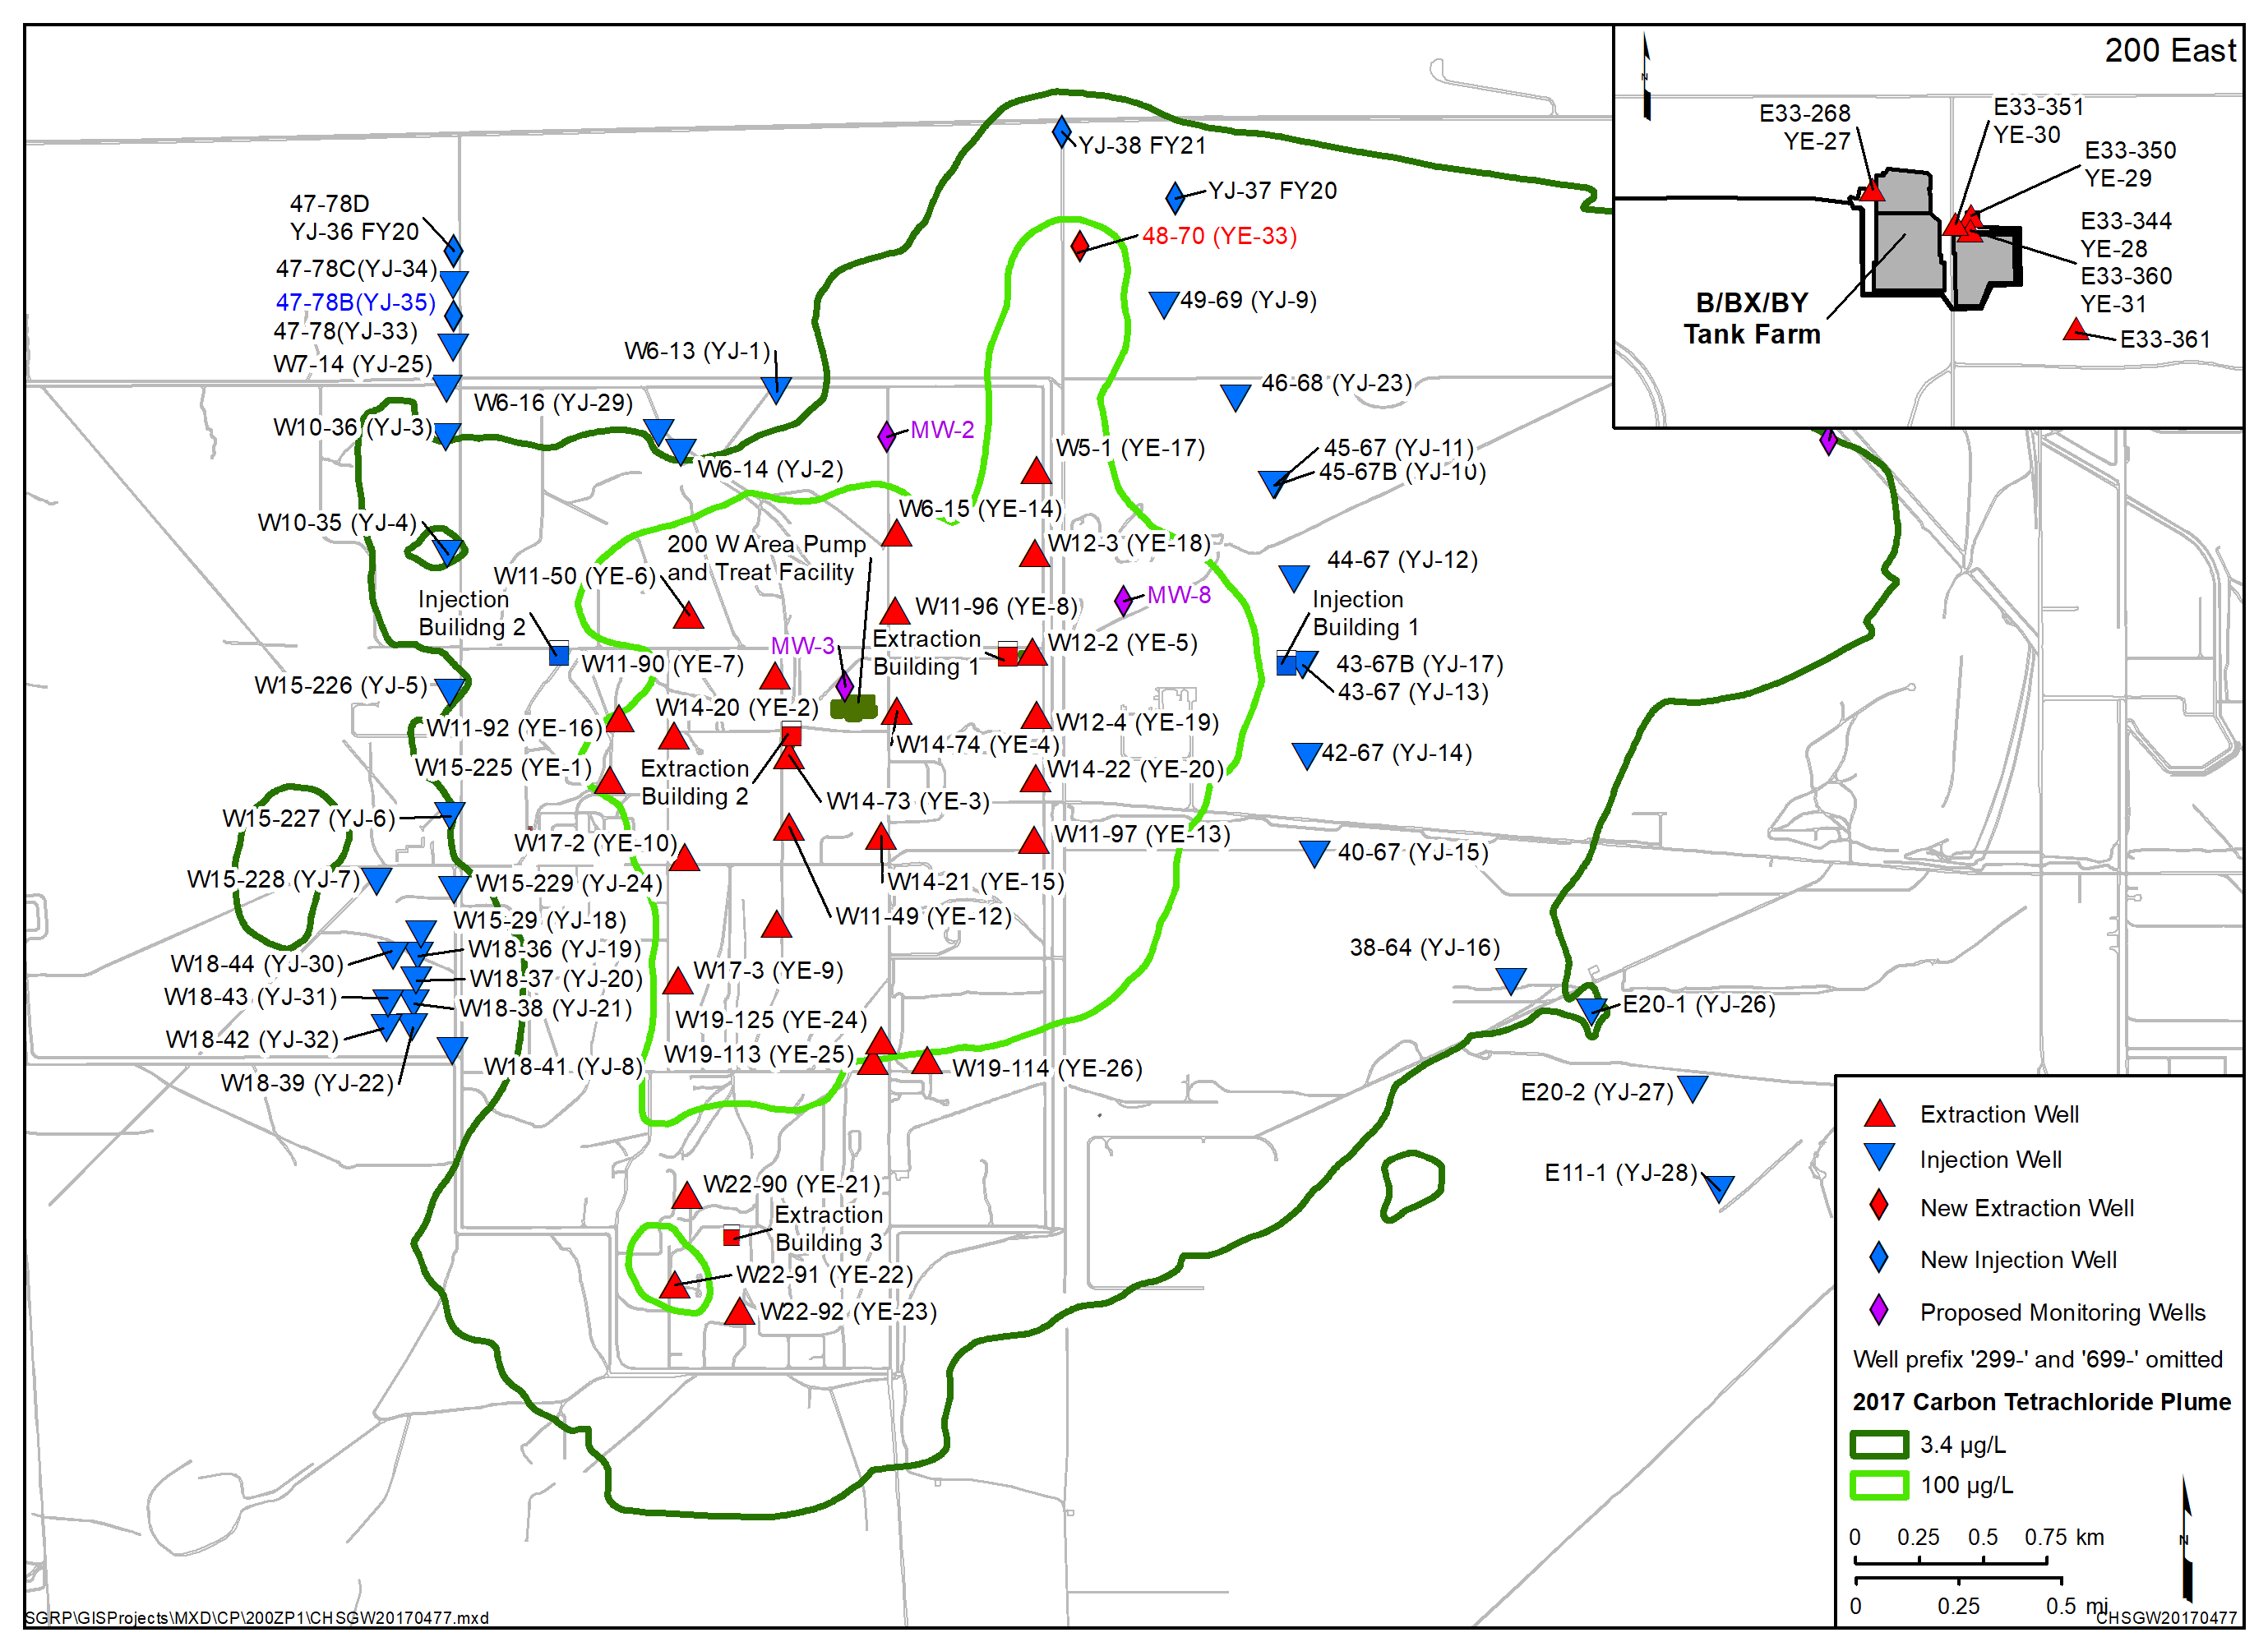 200 East
E33-268
YE-27
E33-351
YE-30
E33-350
YE-29
E33-344
YE-28
E33-360
YE-31
E33-361
B/BX/BY
Tank Farm
YJ-38 FY21
YJ-37 FY20
47-78D
YJ-36 FY20
48-70 (YE-33)
47-78C(YJ-34)
47-78B(YJ-35)
49-69 (YJ-9)
47-78(YJ-33)
W6-13 (YJ-1)
W7-14 (YJ-25)
46-68 (YJ-23)
W6-16 (YJ-29)
W10-36 (YJ-3)
MW-2
W5-1 (YE-17)
45-67 (YJ-11)
45-67B (YJ-10)
W6-14 (YJ-2)
W6-15 (YE-14)
W10-35 (YJ-4)
200 W Area Pump
and Treat Facility
W12-3 (YE-18)
44-67 (YJ-12)
W11-50 (YE-6)
Injection
Builidng 2
W11-96 (YE-8)
MW-8
Injection
Building 1
Extraction
Building 1
W12-2 (YE-5)
MW-3
W11-90 (YE-7)
43-67B (YJ-17)
43-67 (YJ-13)
W15-226 (YJ-5)
W14-20 (YE-2)
W11-92 (YE-16)
W12-4 (YE-19)
W14-74 (YE-4)
42-67 (YJ-14)
W15-225 (YE-1)
Extraction
Building 2
W14-22 (YE-20)
W14-73 (YE-3)
W15-227 (YJ-6)
W17-2 (YE-10)
W11-97 (YE-13)
40-67 (YJ-15)
W15-228 (YJ-7)
W15-229 (YJ-24)
W14-21 (YE-15)
W11-49 (YE-12)
W15-29 (YJ-18)
W18-36 (YJ-19)
38-64 (YJ-16)
W18-44 (YJ-30)
W18-37 (YJ-20)
W17-3 (YE-9)
W18-43 (YJ-31)
W18-38 (YJ-21)
E20-1 (YJ-26)
W19-125 (YE-24)
W18-42 (YJ-32)
W19-113 (YE-25)
W18-41 (YJ-8)
W19-114 (YE-26)
W18-39 (YJ-22)
E20-2 (YJ-27)
E11-1 (YJ-28)
W22-90 (YE-21)
Extraction
Building 3
W22-91 (YE-22)
W22-92 (YE-23)
Extraction Well
Injection Well
New Extraction Well
New Injection Well
Proposed Monitoring Wells
Well prefix '299-' and '699-' omitted
2017 Carbon Tetrachloride Plume
3.4 µg/L
100 µg/L
0 0.25 0.5 0.75 km
0 0.25 0.5 mi
N
N
SGRP\GISProjects\MXD\CP\200ZP1\CHSGW20170477.mxd
CHSGW20170477